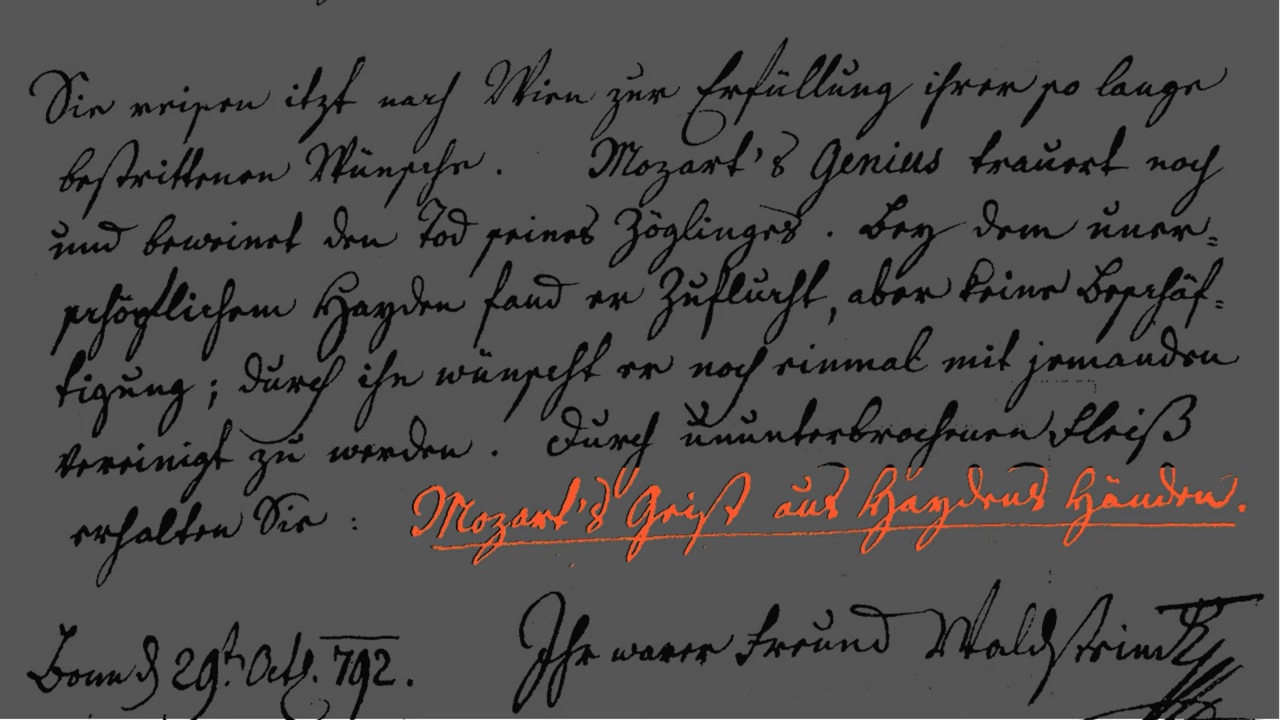 Sie reisen itzt nach Wien zur Erfüllung ihrer so lange
bestrittenen Wünsche. Mozart's Genius trauert noch
und beweinet den Tod seines Zöglinges. Bey dem uner=
schöpflichem Hayden fand er Zuflucht, aber keine Beschäf=
tigung; durch ihn wünscht er noch einmal mit jemanden
vereinigt zu werden. Durch ununterbrochenen Fleiß
erhalten Sie: Mozart's Geist aus Haydens Händen.
Ihr warer Freund Waldstein
Bonn d 29t. Oct. 792.